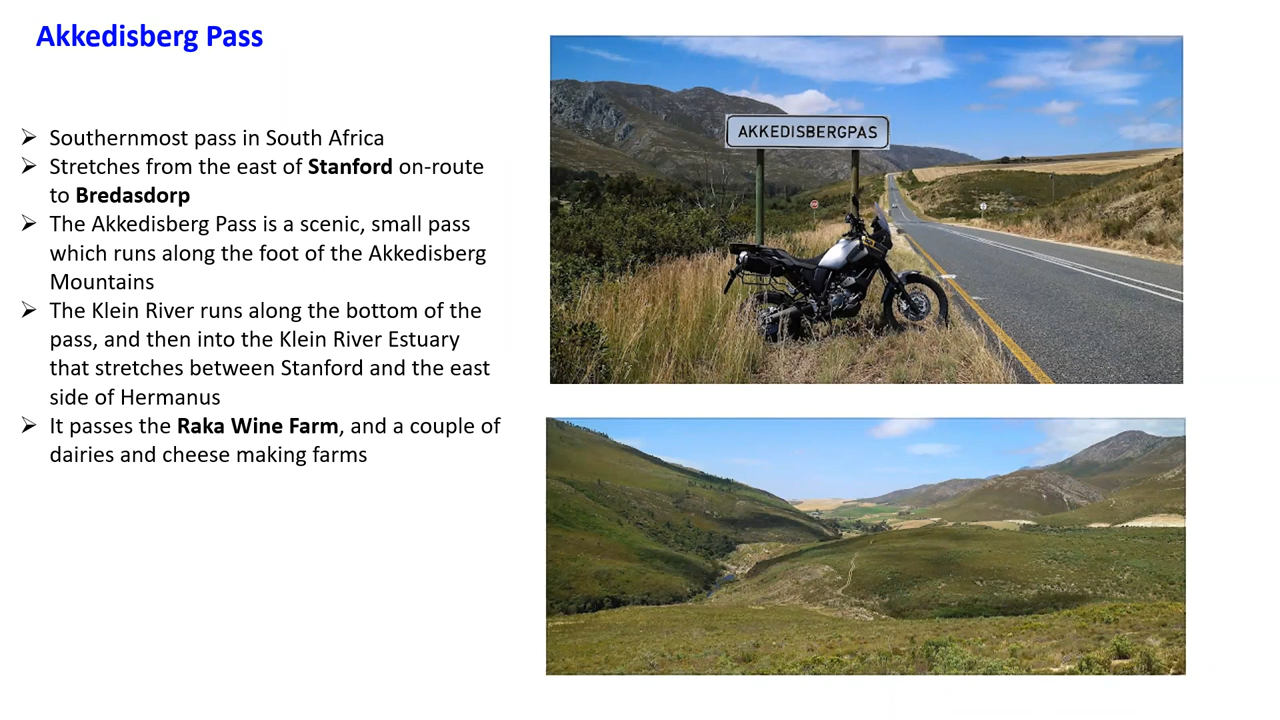 Akkedisberg Pass
➢ Southernmost pass in South Africa
➢ Stretches from the east of Stanford on-route
to Bredasdorp
➢ The Akkedisberg Pass is a scenic, small pass
which runs along the foot of the Akkedisberg
Mountains
➢ The Klein River runs along the bottom of the
pass, and then into the Klein River Estuary
that stretches between Stanford and the east
side of Hermanus
➢ It passes the Raka Wine Farm, and a couple of
dairies and cheese making farms
AKKEDISBERGPAS